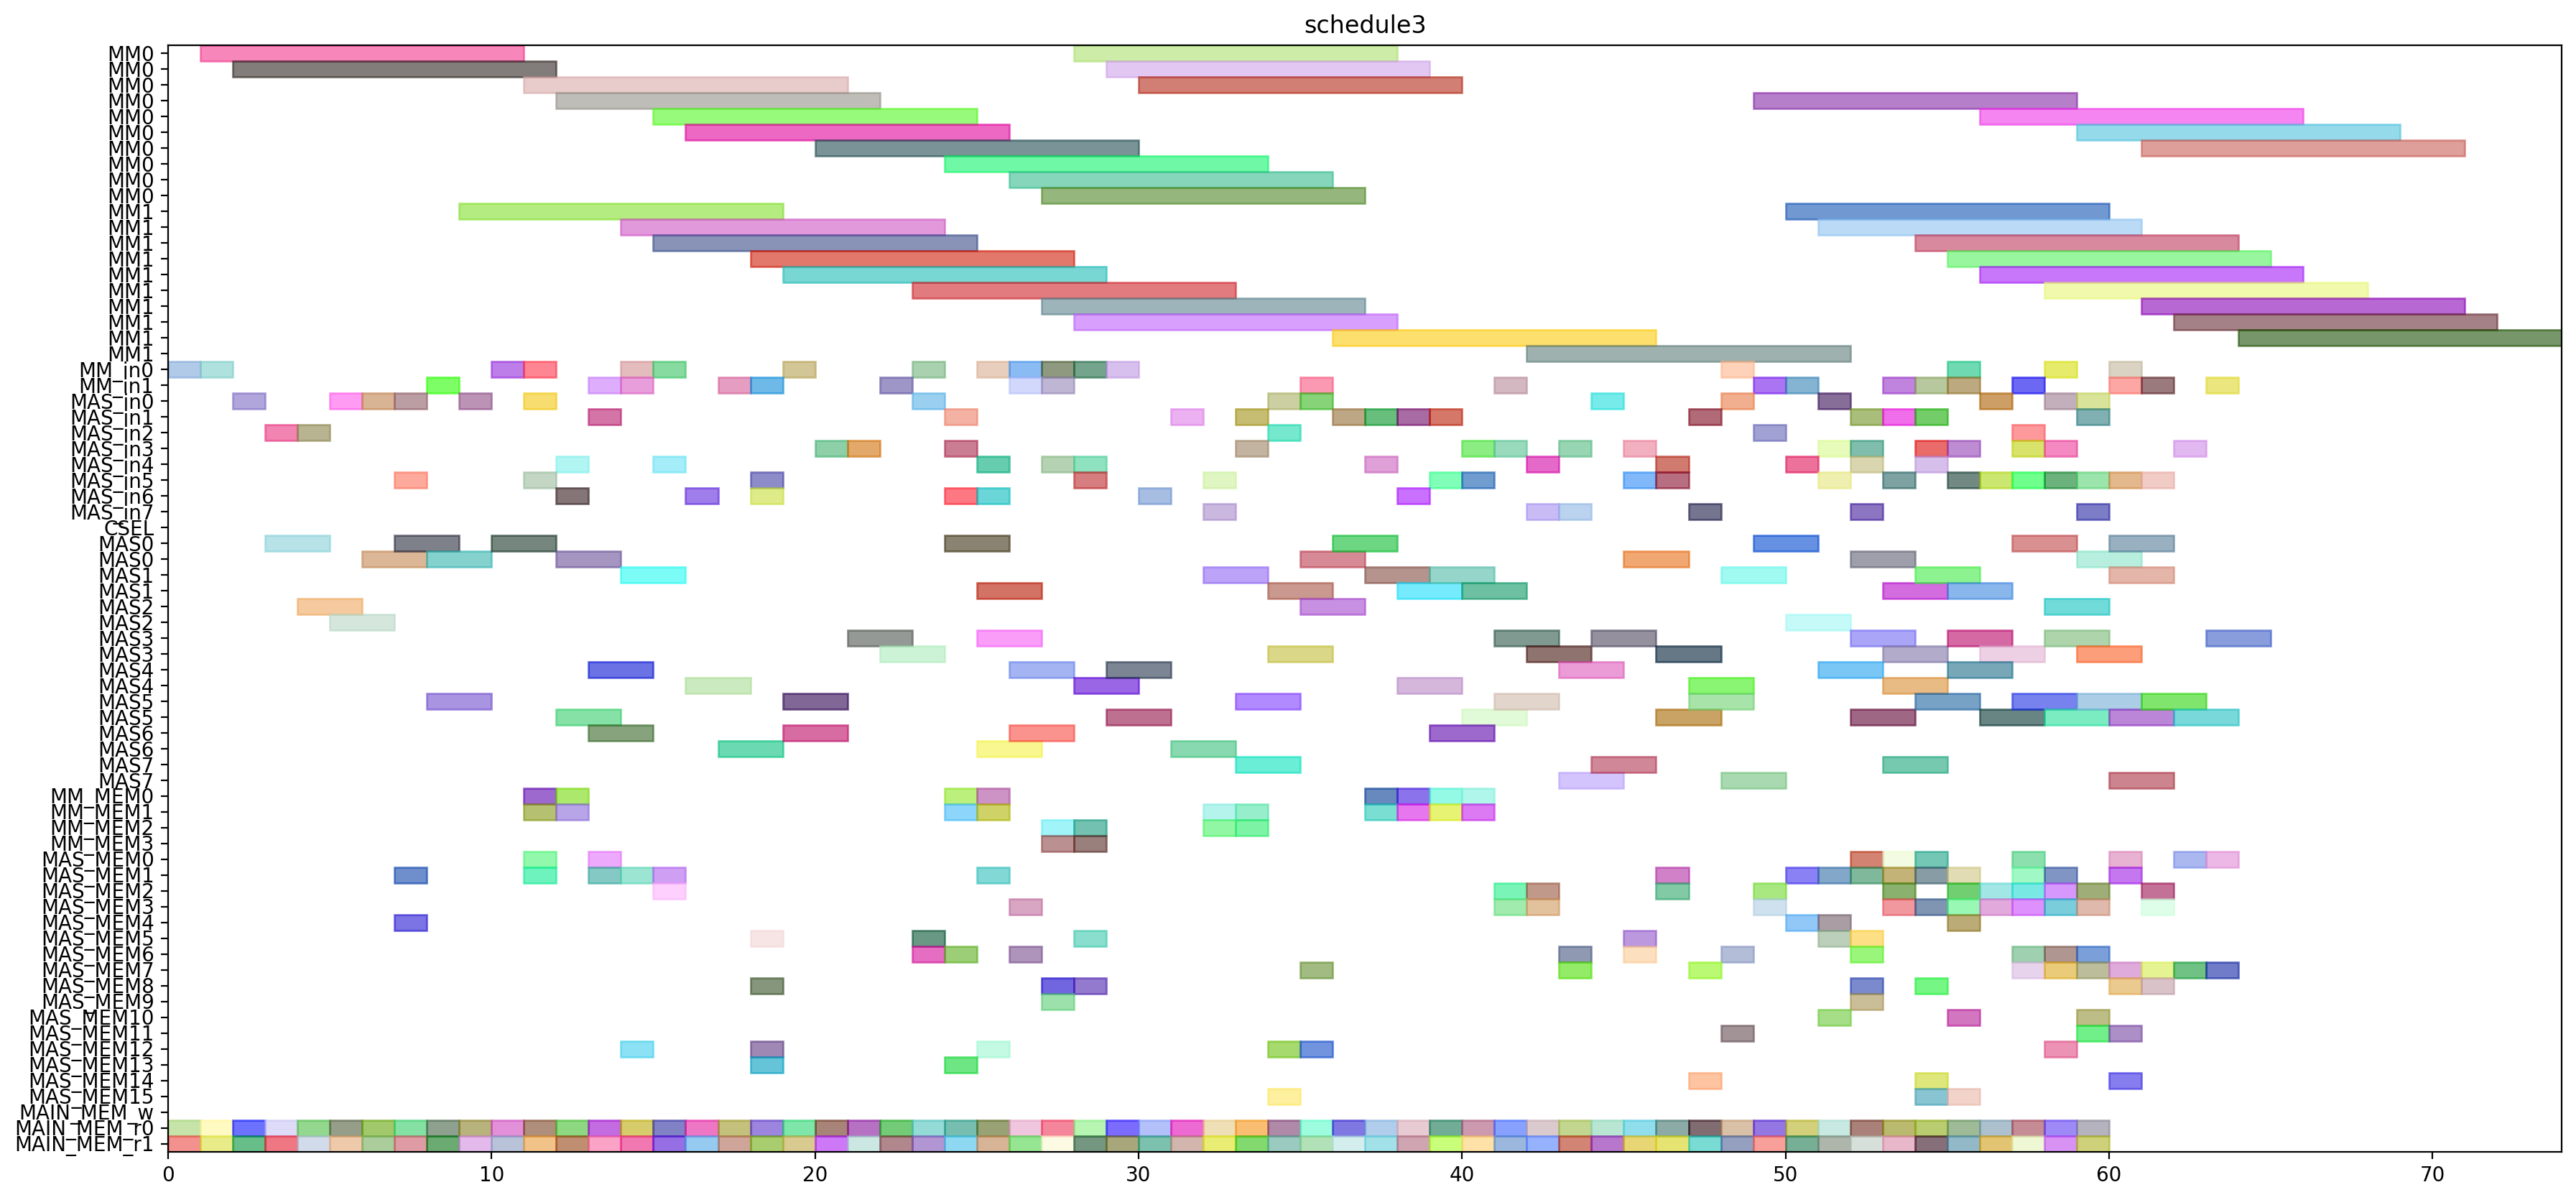 schedule3
MM0
MM0
MM0
MM0
MM0
MM0
MM0
MM0
MM0
MM0
MM1
MM1
MM1
MM1
MM1
MM1
MM1
MM1
MM1
MM1
MM_in0
MM_in1
MAS_in0
MAS_in1
MAS_in2
MAS_in3
MAS_in4
MAS_in5
MAS_in6
MAS_in7
CSEL
MAS0
MAS0
MAS1
MAS1
MAS2
MAS2
MAS3
MAS3
MAS4
MAS4
MAS5
MAS5
MAS6
MAS6
MAS7
MAS7
MM_MEM0
MM_MEM1
MM_MEM2
MM_MEM3
MAS_MEM0
MAS_MEM1
MAS_MEM2
MAS_MEM3
MAS_MEM4
MAS_MEM5
MAS_MEM6
MAS_MEM7
MAS_MEM8
MAS_MEM9
MAS_MEM10
MAS_MEM11
MAS_MEM12
MAS_MEM13
MAS_MEM14
MAS_MEM15
MAIN_MEM_w
MAIN_MEM_r0
MAIN_MEM_r1
0 10 20 30 40 50 60 70